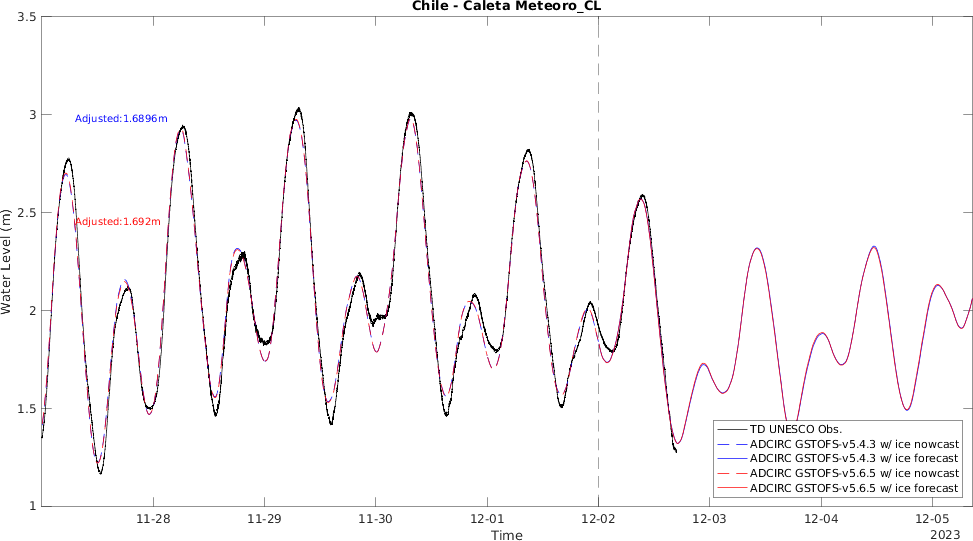 Chile - Caleta Meteoro_CL
3.5
3
2.5
2
1.5
1
Water Level (m)
Adjusted:1.6896m
Adjusted:1.692m
TD UNESCO Obs.
ADCIRC GSTOFS-v5.4.3 w/ ice nowcast
ADCIRC GSTOFS-v5.4.3 w/ ice forecast
ADCIRC GSTOFS-v5.6.5 w/ ice nowcast
ADCIRC GSTOFS-v5.6.5 w/ ice forecast
11-28 11-29 11-30 12-01 12-02 12-03 12-04 12-05
Time
2023